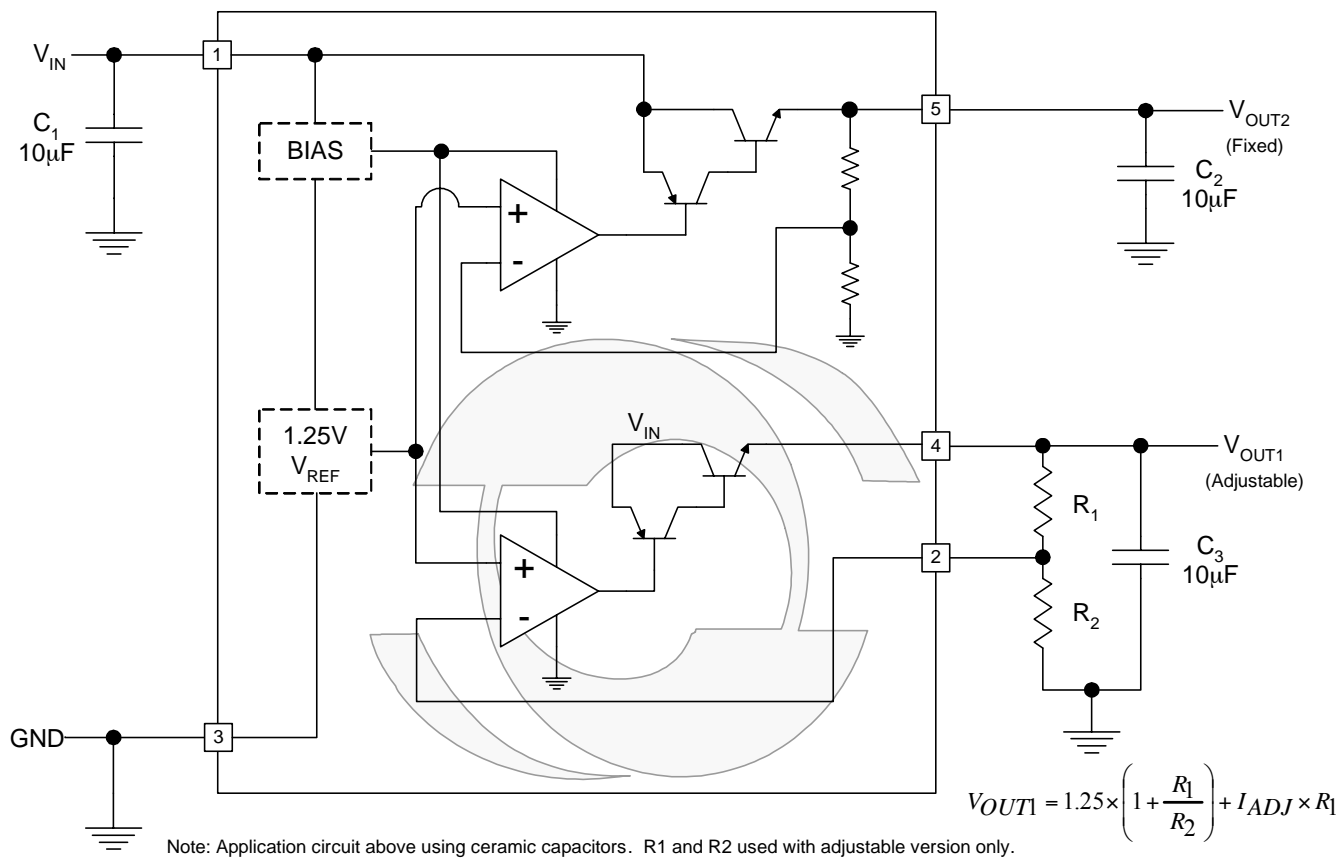 V_IN
1
C_1
10μF
BIAS
+
-
5
V_OUT2
(Fixed)
C_2
10μF
1.25V
V_REF
V_IN
4
V_OUT1
(Adjustable)
R_1
C_3
10μF
2
R_2
+
-
GND
3
V_OUT1 = 1.25 × (1 + R_1/R_2) + I_ADJ × R_1
Note: Application circuit above using ceramic capacitors. R1 and R2 used with adjustable version only.